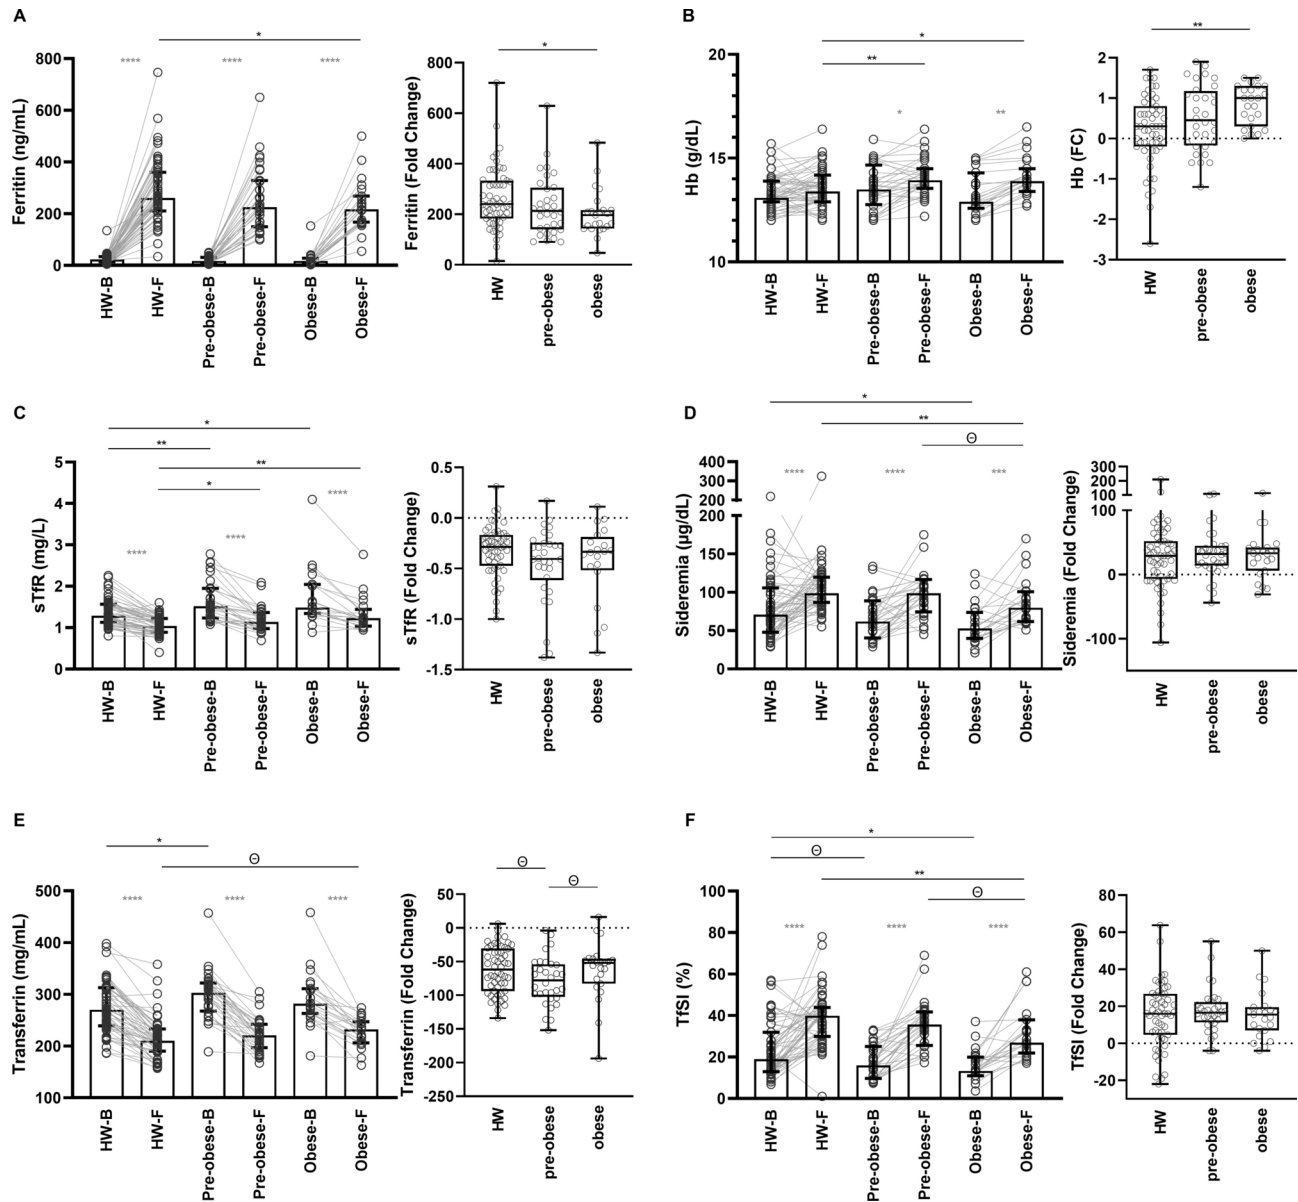 A
*
**** **** ****
Ferritin (ng/mL)
800
600
400
200
0
HW-B
HW-F
Pre-obese-B
Pre-obese-F
Obese-B
Obese-F
*
Ferritin (Fold Change)
800
600
400
200
0
HW
pre-obese
obese
B
*
**
* **
Hb (g/dL)
20
15
13
10
HW-B
HW-F
Pre-obese-B
Pre-obese-F
Obese-B
Obese-F
**
Hb (FC)
2
1
0
-1
-3
HW
pre-obese
obese
C
*
**
**
*
**** **** ****
sTfR (mg/L)
5
4
3
2
1
0
HW-B
HW-F
Pre-obese-B
Pre-obese-F
Obese-B
Obese-F
sTfR (Fold Change)
0.5
0.0
-0.5
-1.0
-1.5
HW
pre-obese
obese
D
*
**
Θ
**** **** ***
Sideremia (µg/dL)
400
300
200
200
150
100
50
0
HW-B
HW-F
Pre-obese-B
Pre-obese-F
Obese-B
Obese-F
Sideremia (Fold Change)
300
200
100
100
0
-100
HW
pre-obese
obese
E
*
Θ
**** **** ****
Transferrin (mg/mL)
500
400
300
200
100
HW-B
HW-F
Pre-obese-B
Pre-obese-F
Obese-B
Obese-F
Θ
Θ
Transferrin (Fold Change)
50
0
-50
-100
-150
-200
-250
HW
pre-obese
obese
F
*
Θ
**
Θ
**** **** ****
TfSI (%)
100
80
60
40
20
0
HW-B
HW-F
Pre-obese-B
Pre-obese-F
Obese-B
Obese-F
TfSI (Fold Change)
80
60
40
20
0
-20
HW
pre-obese
obese